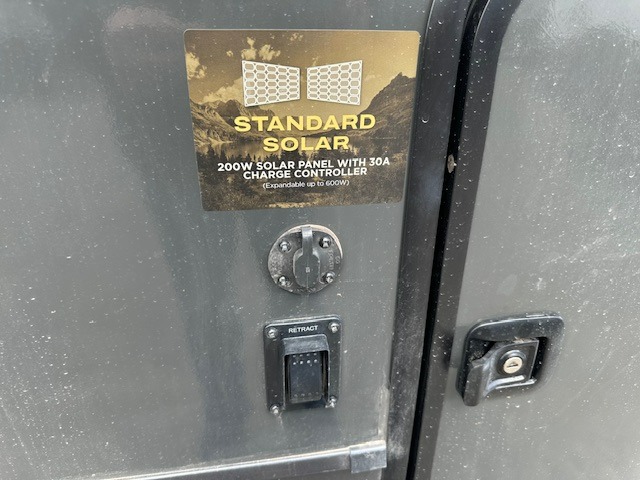 STANDARD
SOLAR
200W SOLAR PANEL WITH 30A
CHARGE CONTROLLER
(Expandable up to 600W)
RETRACT